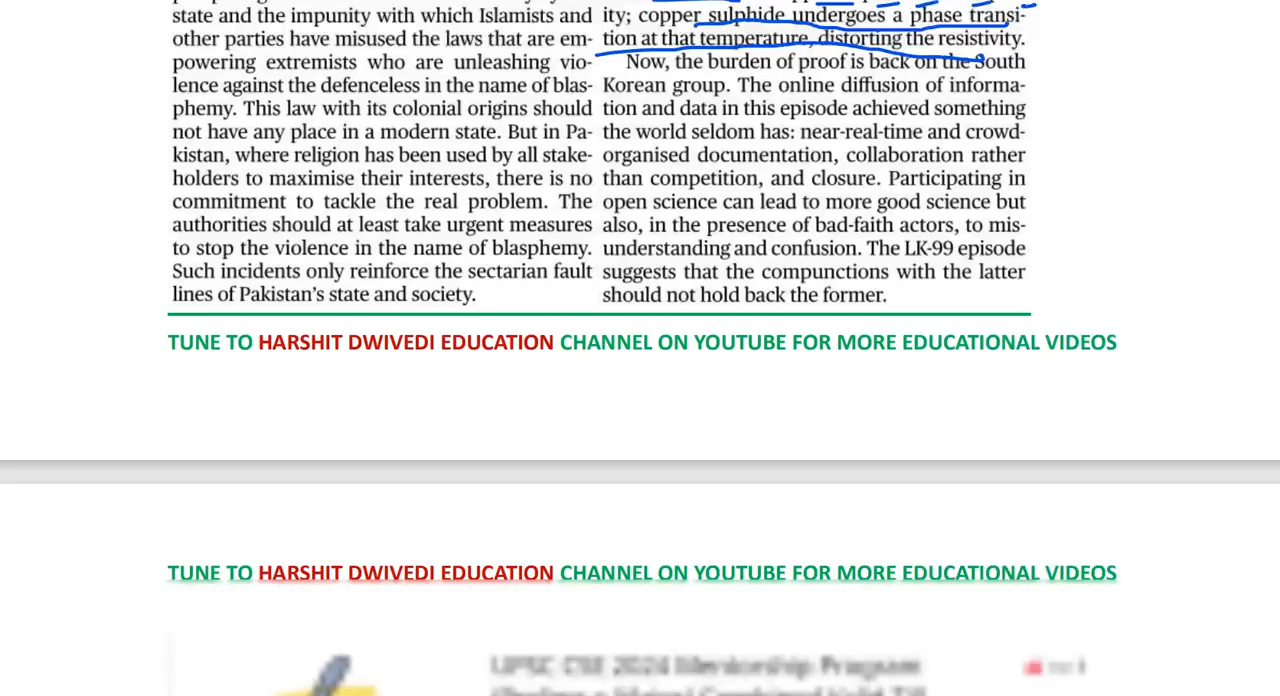 state and the impunity with which Islamists and
other parties have misused the laws that are em-
powering extremists who are unleashing vio-
lence against the defenceless in the name of blas-
phemy. This law with its colonial origins should
not have any place in a modern state. But in Pa-
kistan, where religion has been used by all stake-
holders to maximise their interests, there is no
commitment to tackle the real problem. The
authorities should at least take urgent measures
to stop the violence in the name of blasphemy.
Such incidents only reinforce the sectarian fault
lines of Pakistan's state and society.
ity; copper sulphide undergoes a phase transi-
tion at that temperature, distorting the resistivity.
Now, the burden of proof is back on the South
Korean group. The online diffusion of informa-
tion and data in this episode achieved something
the world seldom has: near-real-time and crowd-
organised documentation, collaboration rather
than competition, and closure. Participating in
open science can lead to more good science but
also, in the presence of bad-faith actors, to mis-
understanding and confusion. The LK-99 episode
suggests that the compunctions with the latter
should not hold back the former.
TUNE TO HARSHIT DWIVEDI EDUCATION CHANNEL ON YOUTUBE FOR MORE EDUCATIONAL VIDEOS
TUNE TO HARSHIT DWIVEDI EDUCATION CHANNEL ON YOUTUBE FOR MORE EDUCATIONAL VIDEOS
UPSC CSE 2024 Mentorship Program